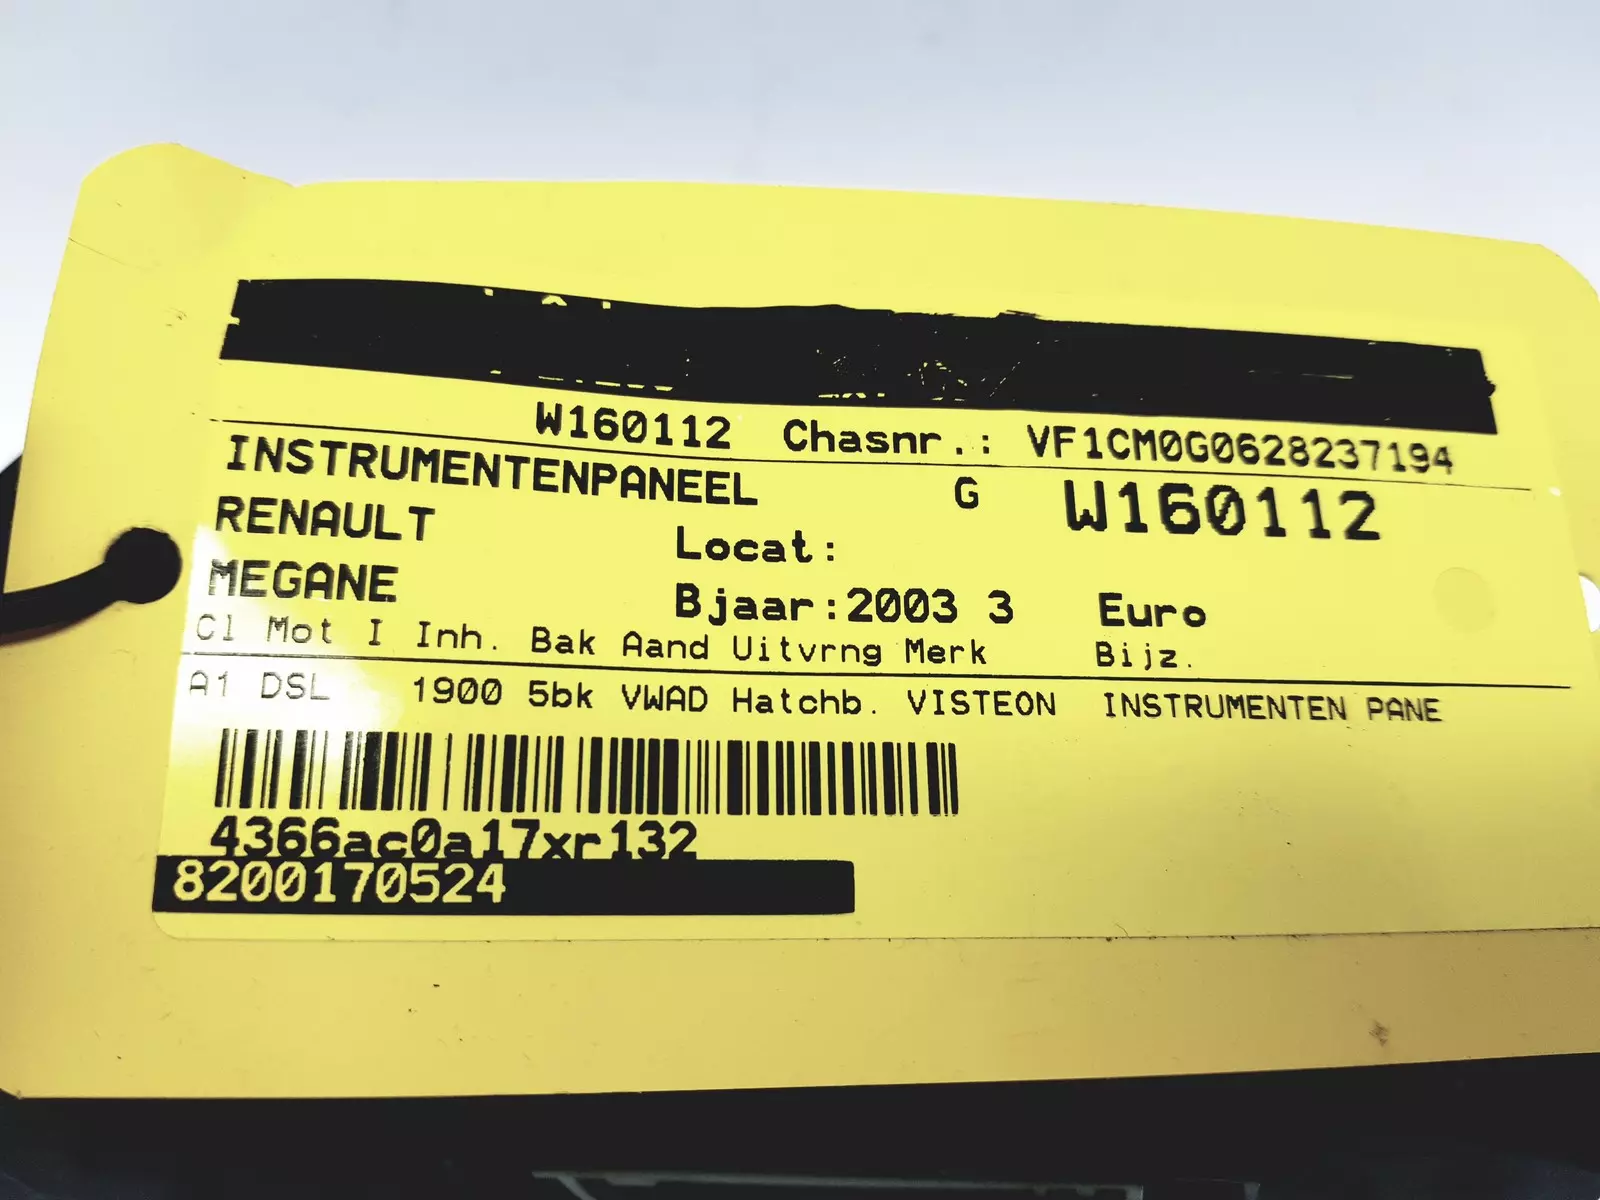 W160112 Chasnr.: VF1CM0G0628237194
INSTRUMENTENPANEEL G W160112
RENAULT Locat:
MEGANE Bjaar:2003 3 Euro
Cl Mot I Inh. Bak Aand Uitvrng Merk Bijz.
A1 DSL 1900 5bk VWAD Hatchb. VISTEON INSTRUMENTEN PANE
4366ac0a17xr132
8200170524